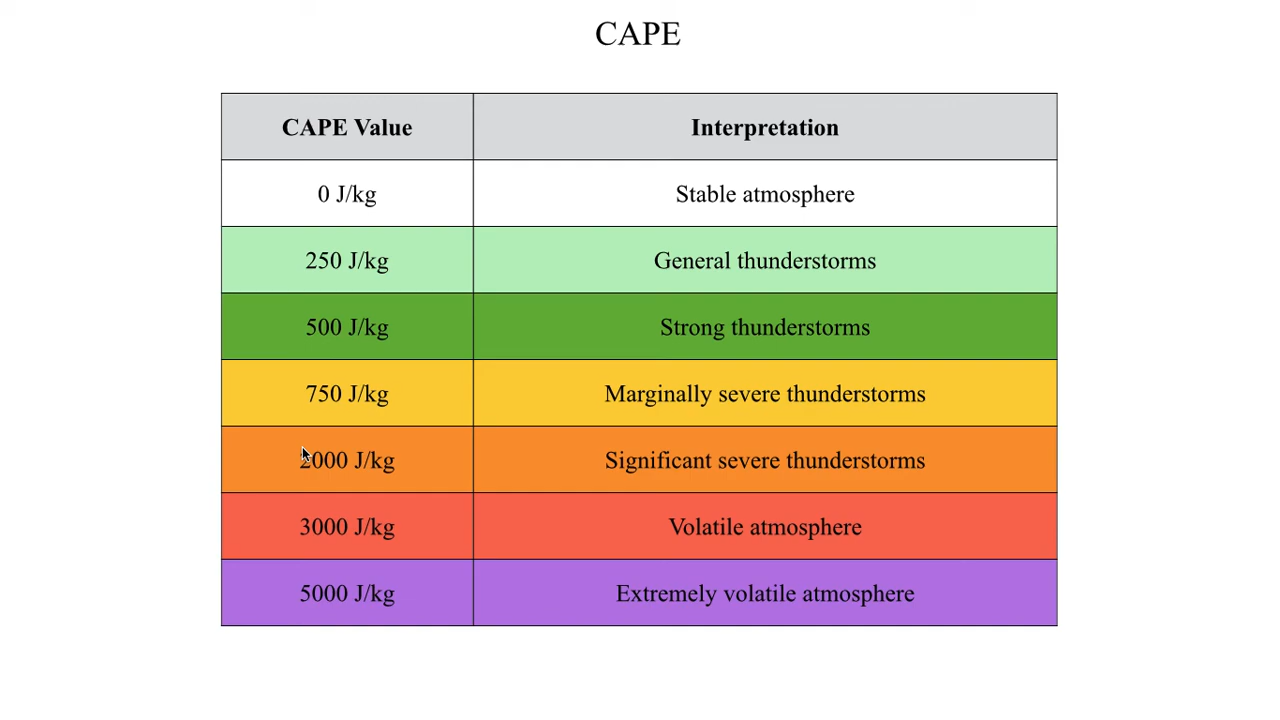 CAPE
CAPE Value Interpretation
0 J/kg Stable atmosphere
250 J/kg General thunderstorms
500 J/kg Strong thunderstorms
750 J/kg Marginally severe thunderstorms
2000 J/kg Significant severe thunderstorms
3000 J/kg Volatile atmosphere
5000 J/kg Extremely volatile atmosphere